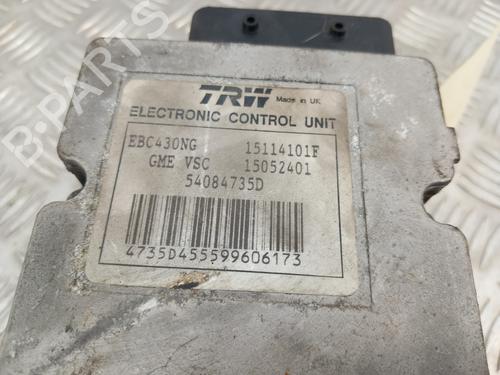 TRW Made in UK
ELECTRONIC CONTROL UNIT
EBC430NG 15114101F
GME VSC 15052401
54084735D
4735D455599606173
B-PARTS